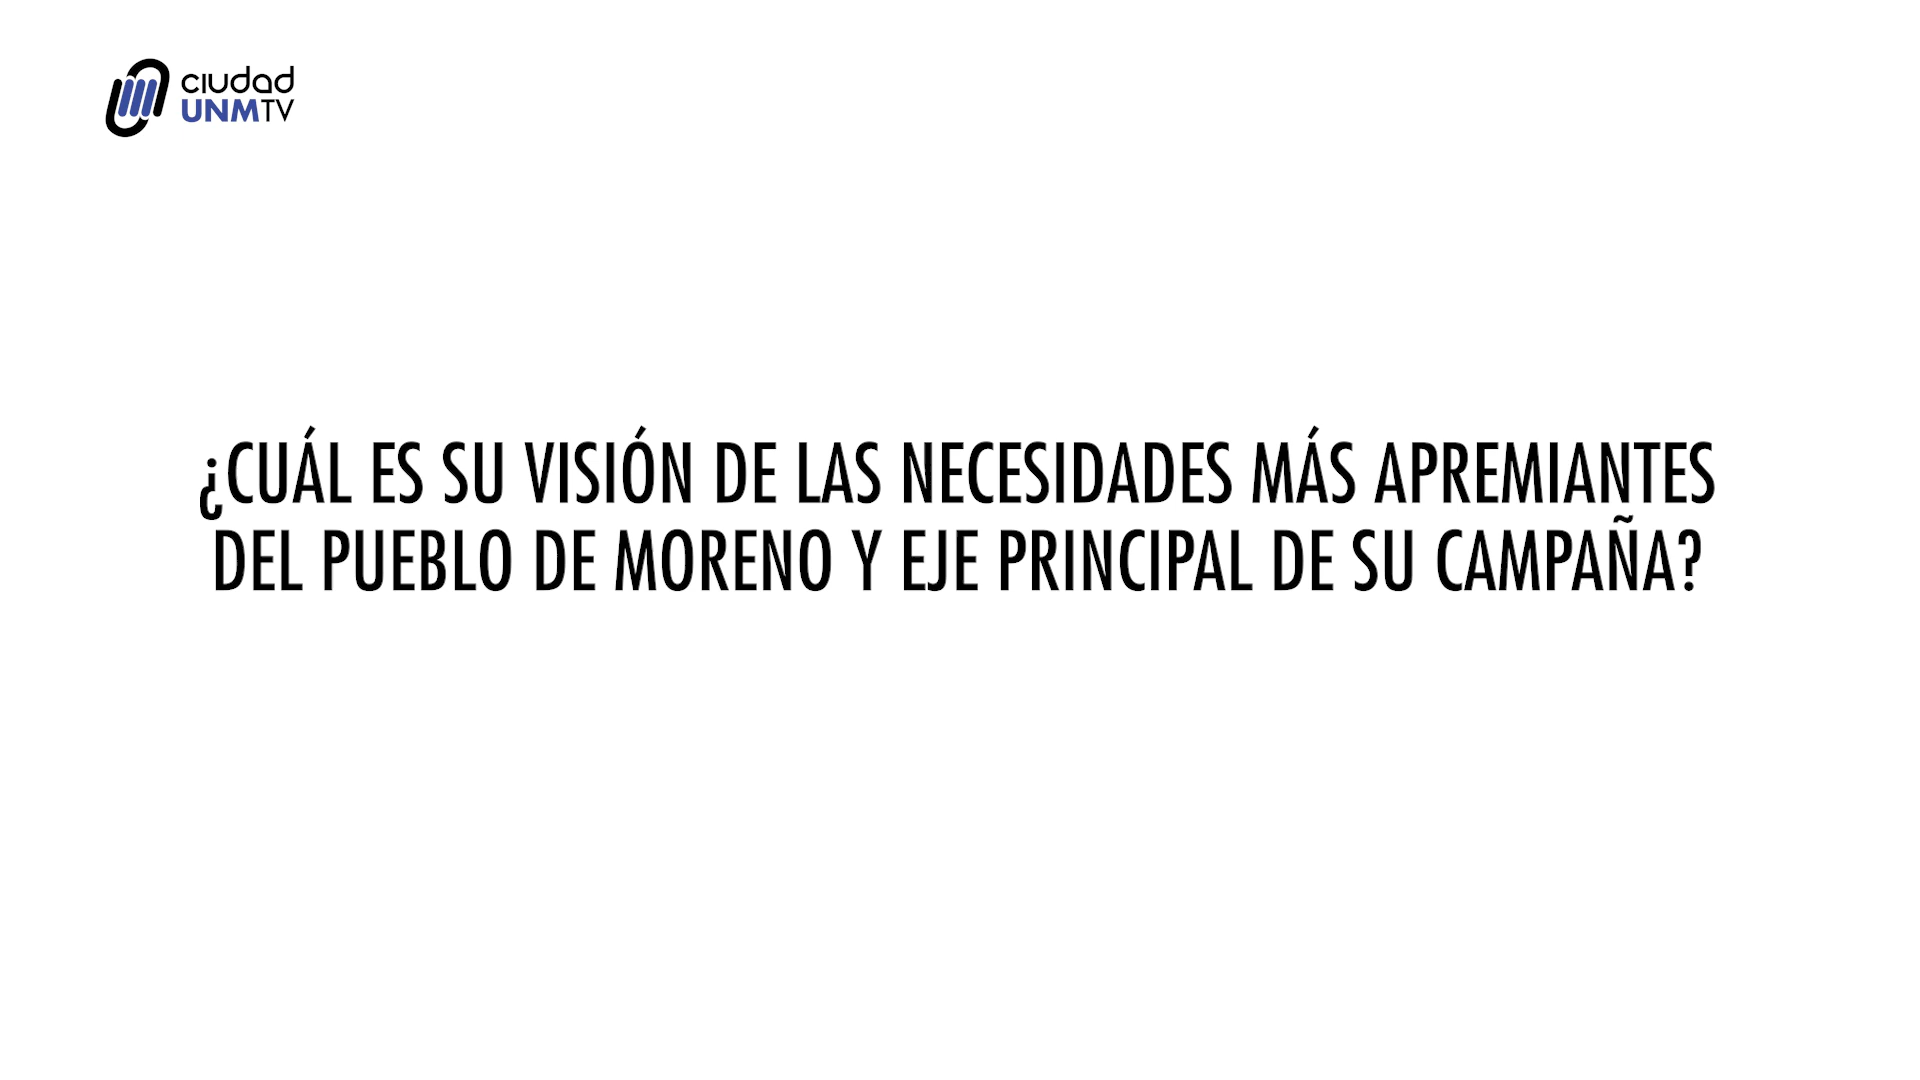 ciudad
UNMTV
¿CUÁL ES SU VISIÓN DE LAS NECESIDADES MÁS APREMIANTES
DEL PUEBLO DE MORENO Y EJE PRINCIPAL DE SU CAMPAÑA?